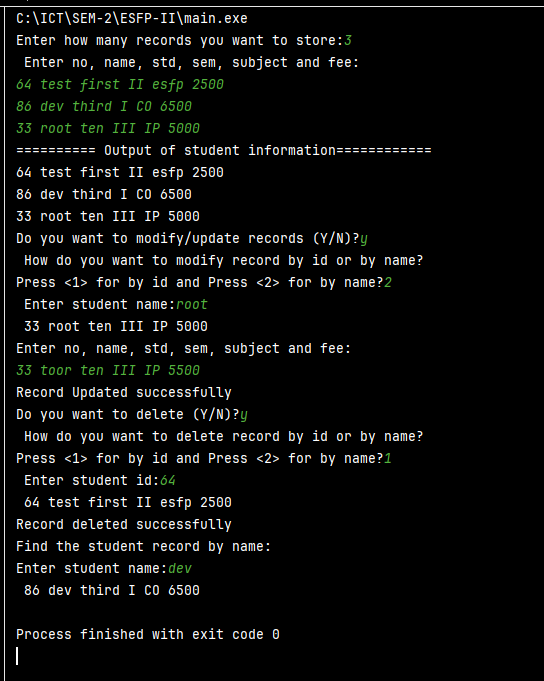 C:\ICT\SEM-2\ESFP-II\main.exe
Enter how many records you want to store:3
Enter no, name, std, sem, subject and fee:
64 test first II esfp 2500
86 dev third I CO 6500
33 root ten III IP 5000
========== Output of student information============
64 test first II esfp 2500
86 dev third I CO 6500
33 root ten III IP 5000
Do you want to modify/update records (Y/N)?y
How do you want to modify record by id or by name?
Press <1> for by id and Press <2> for by name?2
Enter student name:root
33 root ten III IP 5000
Enter no, name, std, sem, subject and fee:
33 toor ten III IP 5500
Record Updated successfully
Do you want to delete (Y/N)?y
How do you want to delete record by id or by name?
Press <1> for by id and Press <2> for by name?1
Enter student id:64
64 test first II esfp 2500
Record deleted successfully
Find the student record by name:
Enter student name:dev
86 dev third I CO 6500
Process finished with exit code 0